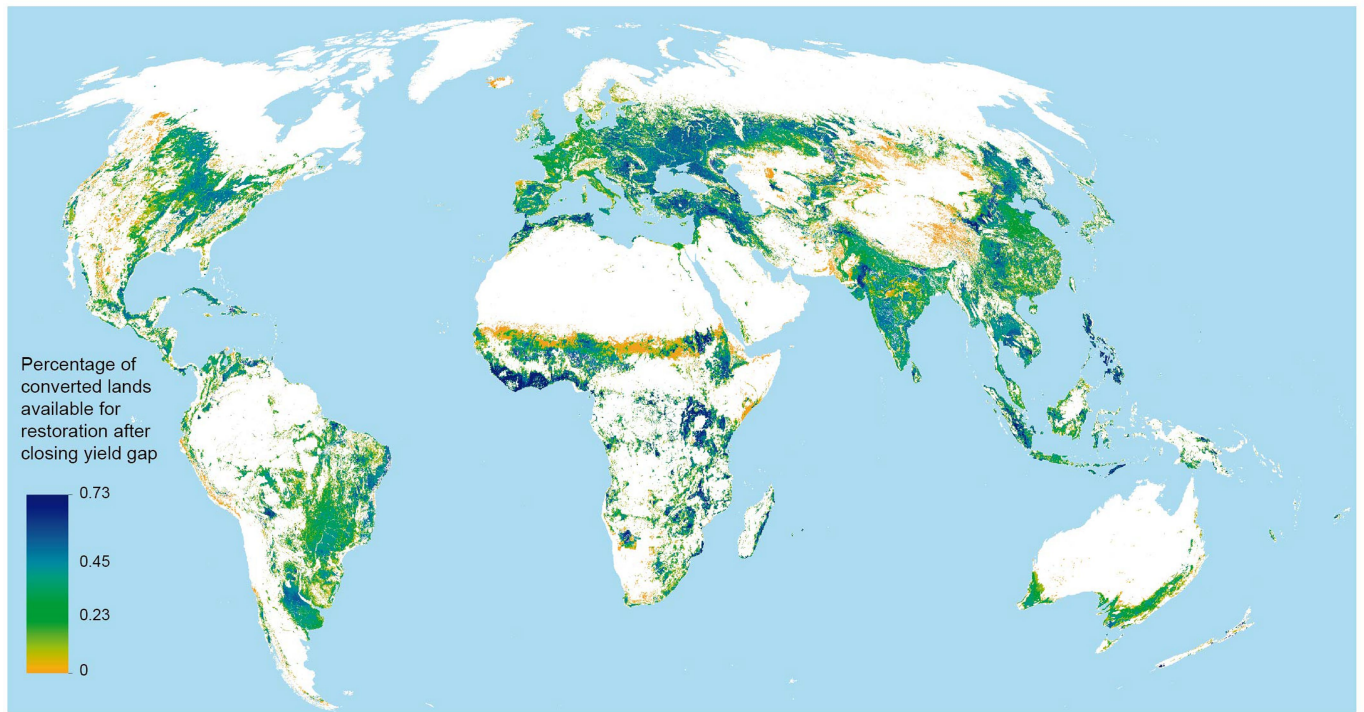 Percentage of
converted lands
available for
restoration after
closing yield gap
0.73
0.45
0.23
0